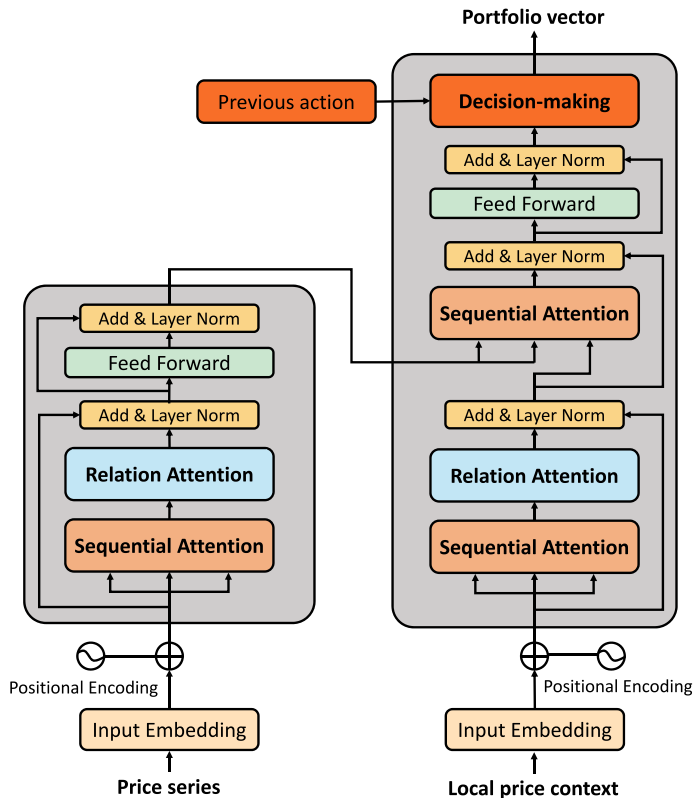 Portfolio vector
Previous action
Decision-making
Add & Layer Norm
Feed Forward
Add & Layer Norm
Sequential Attention
Add & Layer Norm
Relation Attention
Sequential Attention
Positional Encoding
Input Embedding
Local price context
Add & Layer Norm
Feed Forward
Add & Layer Norm
Relation Attention
Sequential Attention
Positional Encoding
Input Embedding
Price series